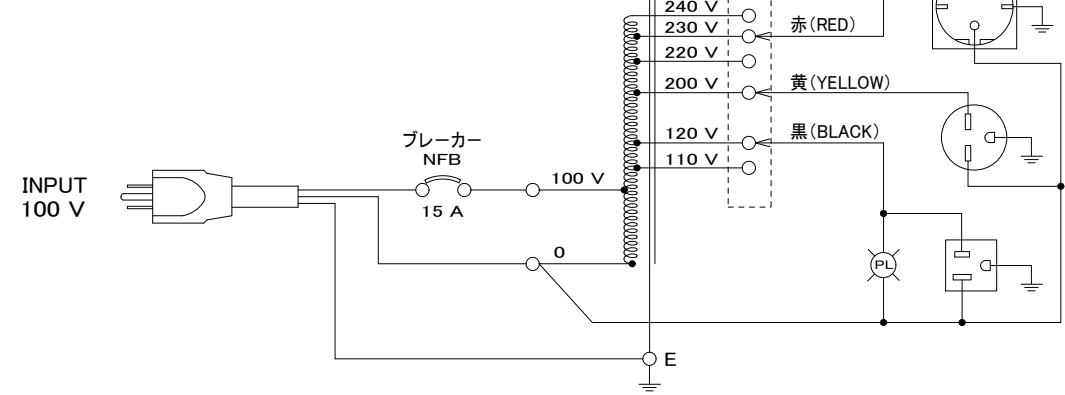 240 V
230 V
赤(RED)
220 V
200 V
黄(YELLOW)
ブレーカー
NFB
120 V
黒(BLACK)
110 V
INPUT
100 V
100 V
15 A
0
PL
E